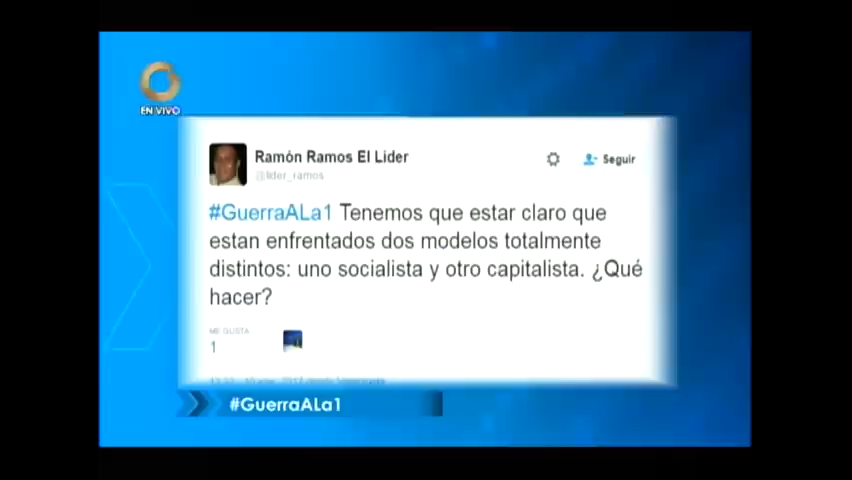 EN VIVO
Ramón Ramos El Lider
@lider_ramos
Seguir
#GuerraALa1 Tenemos que estar claro que
estan enfrentados dos modelos totalmente
distintos: uno socialista y otro capitalista. ¿Qué
hacer?
ME GUSTA
1
#GuerraALa1